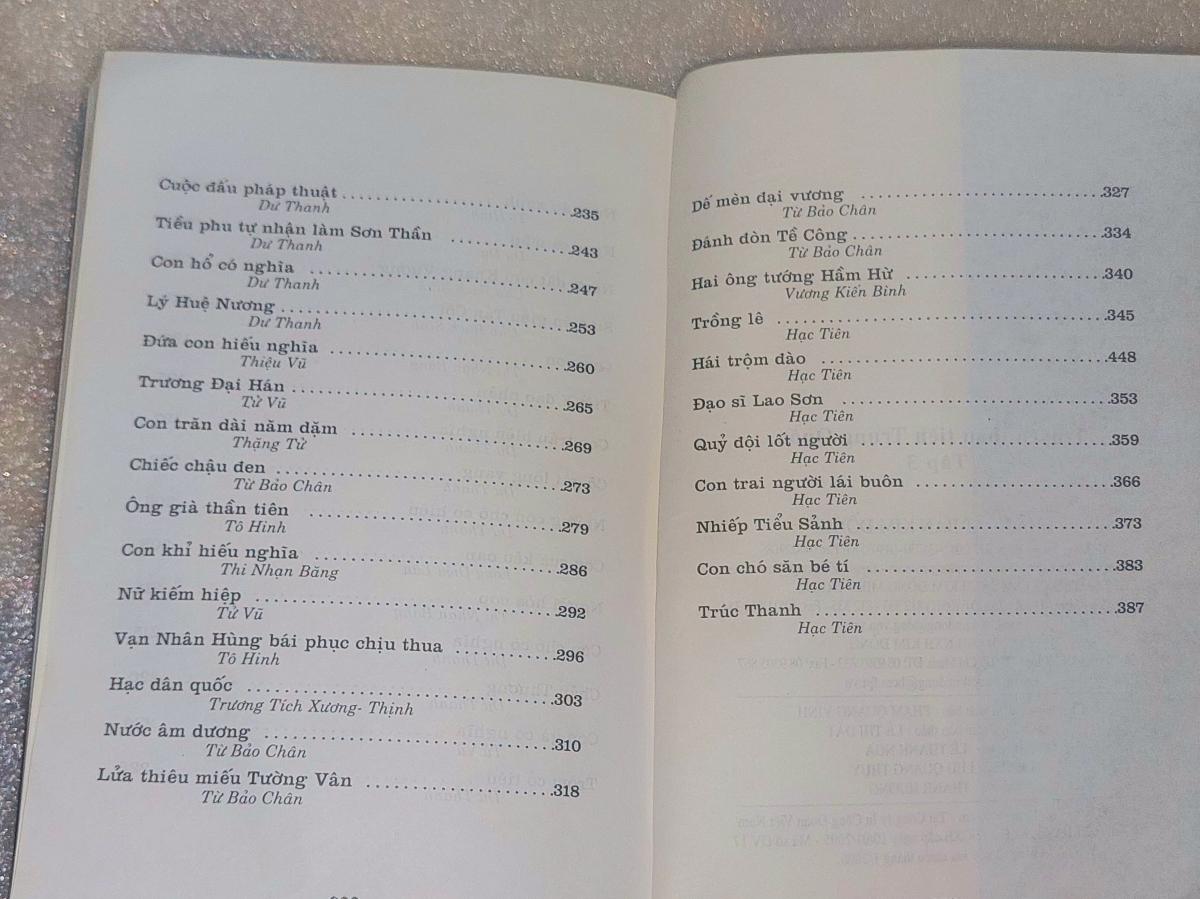 Cuộc đấu pháp thuật ........................ 235
Dư Thanh
Tiều phu tự nhận làm Sơn Thần ............ 243
Dư Thanh
Con hổ có nghĩa ........................ 247
Dư Thanh
Lý Huệ Nương ........................ 253
Dư Thanh
Đứa con hiếu nghĩa ........................ 260
Thiệu Vũ
Trương Đại Hán ........................ 265
Tử Vũ
Con trăn dài năm dặm ........................ 269
Thặng Tử
Chiếc chậu đen ........................ 273
Từ Bảo Chân
Ông già thần tiên ........................ 279
Tô Hinh
Con khỉ hiếu nghĩa ........................ 286
Thi Nhạn Băng
Nữ kiếm hiệp ........................ 292
Tử Vũ
Vạn Nhân Hùng bái phục chịu thua ............ 296
Tô Hinh
Hạc dân quốc ........................ 303
Trương Tích Xương- Thịnh
Nước âm dương ........................ 310
Từ Bảo Chân
Lửa thiêu miếu Tường Vân ............ 318
Từ Bảo Chân
Dế mèn đại vương ........................ 327
Từ Bảo Chân
Đánh đòn Tề Công ........................ 334
Từ Bảo Chân
Hai ông tướng Hầm Hừ ............ 340
Vương Kiến Bình
Trồng lê ........................ 345
Hạc Tiên
Hái trộm đào ........................ 448
Hạc Tiên
Đạo sĩ Lao Sơn ........................ 353
Hạc Tiên
Quỷ đội lốt người ........................ 359
Hạc Tiên
Con trai người lái buôn ............ 366
Hạc Tiên
Nhiếp Tiểu Sảnh ........................ 373
Hạc Tiên
Con chó săn bé tí ........................ 383
Hạc Tiên
Trúc Thanh ........................ 387
Hạc Tiên